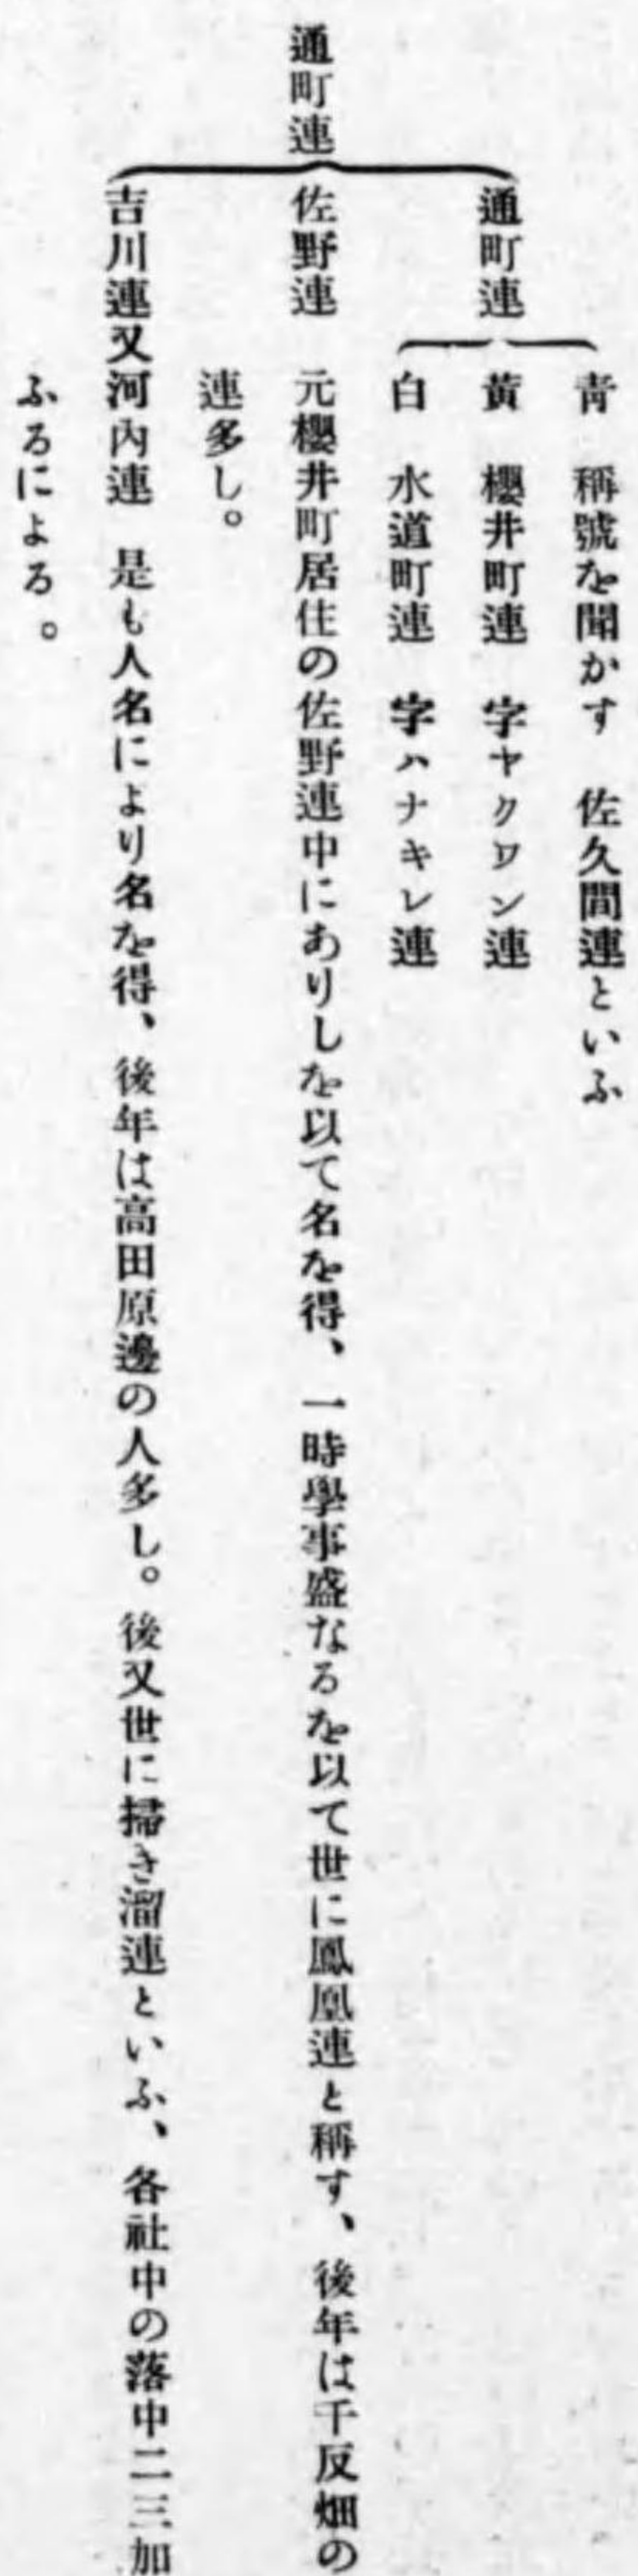 通町連
通町連
青　稱號を聞かす　佐久間連といふ
黃　櫻井町連　字ヤクワン連
白　水道町連　字ハナキレ連
佐野連　元櫻井町居住の佐野連中にありしを以て名を得、一時學事盛なるを以て世に鳳凰連と稱す、後年は千反畑の
連多し。
吉川連又河內連　是も人名により名を得、後年は高田原邊の人多し。後又世に掃き溜連といふ、各社中の落中二三加
ふるによる。